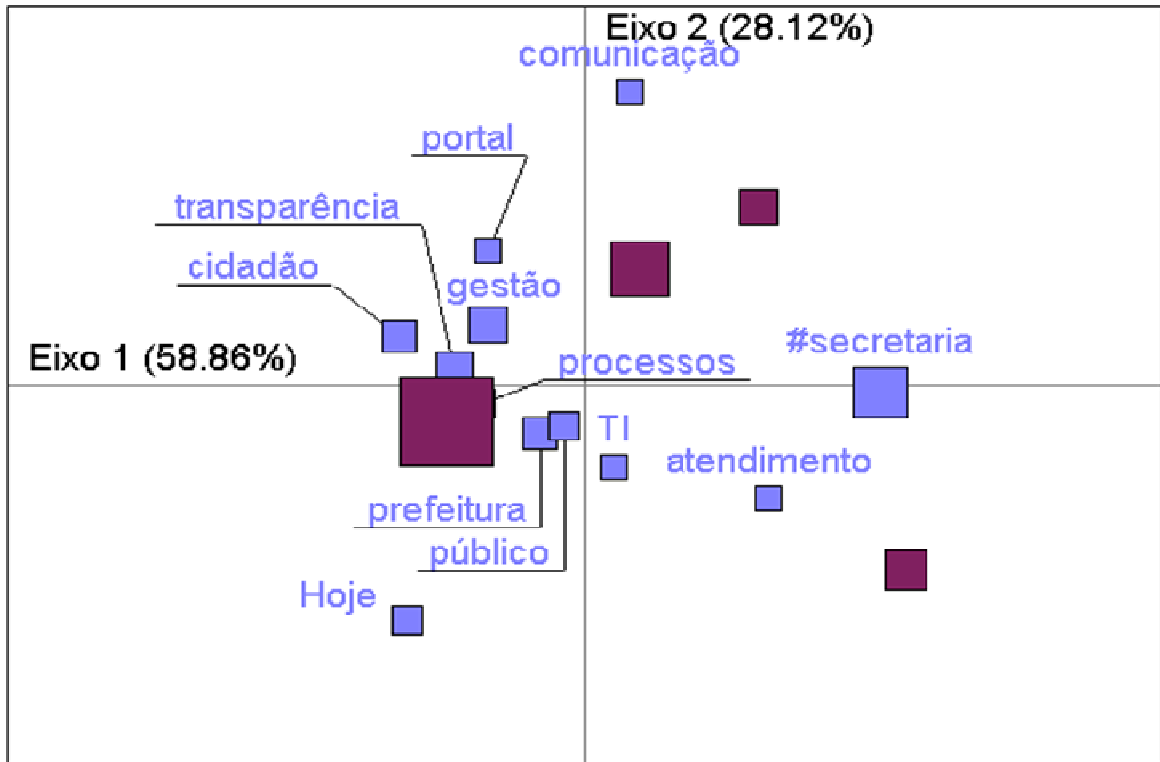 Eixo 2 (28.12%)
comunicação
portal
transparência
cidadão
gestão
#secretaria
Eixo 1 (58.86%)
processos
TI
atendimento
prefeitura
público
Hoje